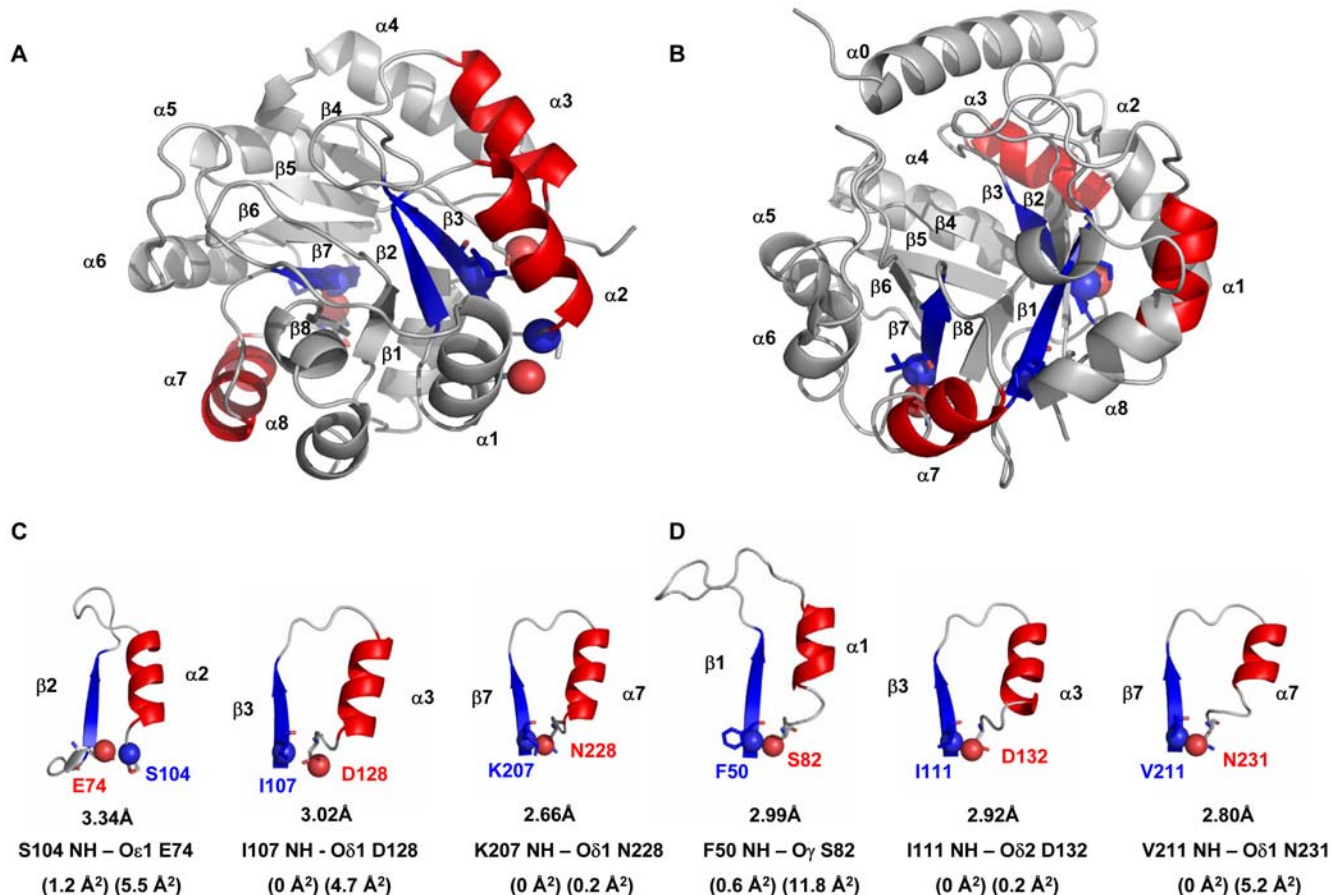 A
α4
α3
α5
β4
β5
β3
β6
β2
α6
β7
α2
β8
β1
α7
α8
α1
B
α0
α3
α2
α4
β3
β2
α5
β4
β5
α1
β6
β1
α6
β7
β8
α8
α7
C
β2
α2
E74
S104
3.34Å
S104 NH – Oε1 E74
(1.2 Å²) (5.5 Å²)
β3
α3
I107
D128
3.02Å
I107 NH - Oδ1 D128
(0 Å²) (4.7 Å²)
β7
α7
N228
K207
2.66Å
K207 NH – Oδ1 N228
(0 Å²) (0.2 Å²)
D
β1
α1
F50
S82
2.99Å
F50 NH – Oγ S82
(0.6 Å²) (11.8 Å²)
β3
α3
I111
D132
2.92Å
I111 NH – Oδ2 D132
(0 Å²) (0.2 Å²)
β7
α7
V211
N231
2.80Å
V211 NH – Oδ1 N231
(0 Å²) (5.2 Å²)